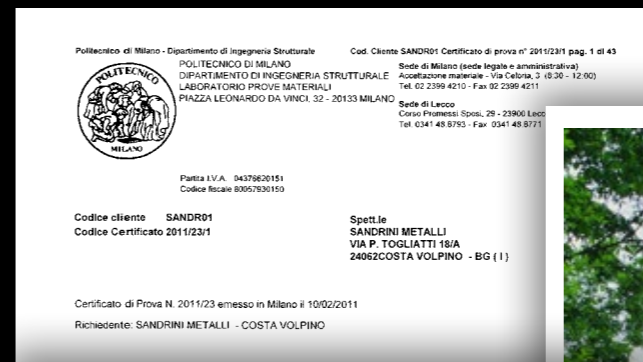 Politecnico di Milano - Dipartimento di Ingegneria Strutturale Cod. Cliente SANDR01 Certificato di prova n° 2011/23/1 pag. 1 di 43
POLITECNICO
MILANO
POLITECNICO DI MILANO
DIPARTIMENTO DI INGEGNERIA STRUTTURALE
LABORATORIO PROVE MATERIALI
PIAZZA LEONARDO DA VINCI, 32 - 20133 MILANO
Sede di Milano (sede legale e amministrativa)
Accettazione materiale - Via Celoria, 3 (8:30 - 12:00)
Tel. 02 2399 4210 - Fax 02 2399 4211
Sede di Lecco
Corso Promessi Sposi, 29 - 23900 Lecco
Tel. 0341 48.8793 - Fax 0341 48.8771
Partita I.V.A. 04376620151
Codice fiscale 80057930150
Codice cliente SANDR01
Codice Certificato 2011/23/1
Spett.le
SANDRINI METALLI
VIA P. TOGLIATTI 18/A
24062COSTA VOLPINO - BG ( I )
Certificato di Prova N. 2011/23 emesso in Milano il 10/02/2011
Richiedente: SANDRINI METALLI - COSTA VOLPINO